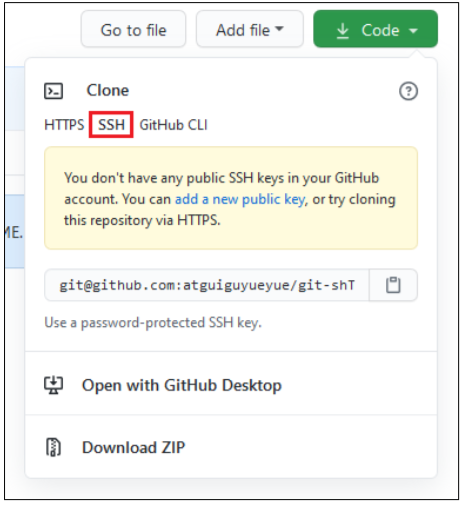 Go to file Add file Code
Clone
HTTPS SSH GitHub CLI
You don't have any public SSH keys in your GitHub
account. You can add a new public key, or try cloning
this repository via HTTPS.
ME.
git@github.com:atguiguyueyue/git-shT
Use a password-protected SSH key.
Open with GitHub Desktop
Download ZIP